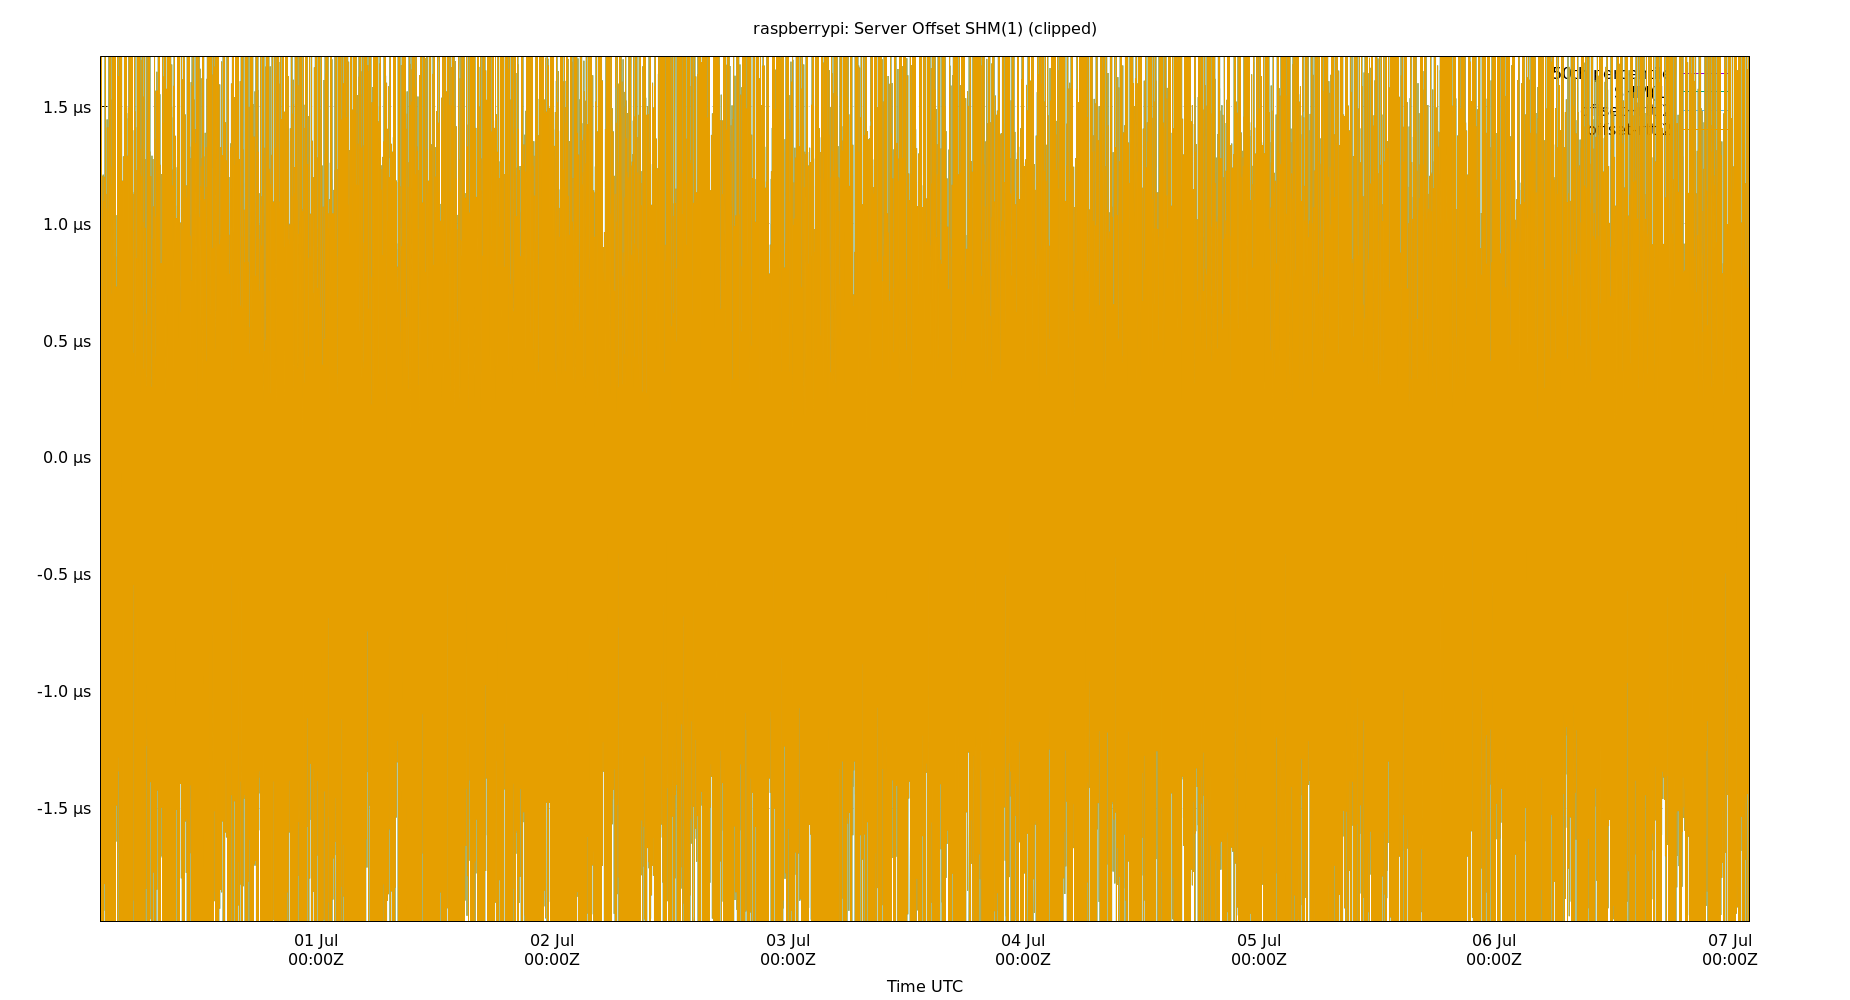 raspberrypi: Server Offset SHM(1) (clipped)
1.5 µs
1.0 µs
0.5 µs
0.0 µs
-0.5 µs
-1.0 µs
-1.5 µs
01 Jul 02 Jul 03 Jul 04 Jul 05 Jul 06 Jul 07 Jul
00:00Z 00:00Z 00:00Z 00:00Z 00:00Z 00:00Z 00:00Z
Time UTC